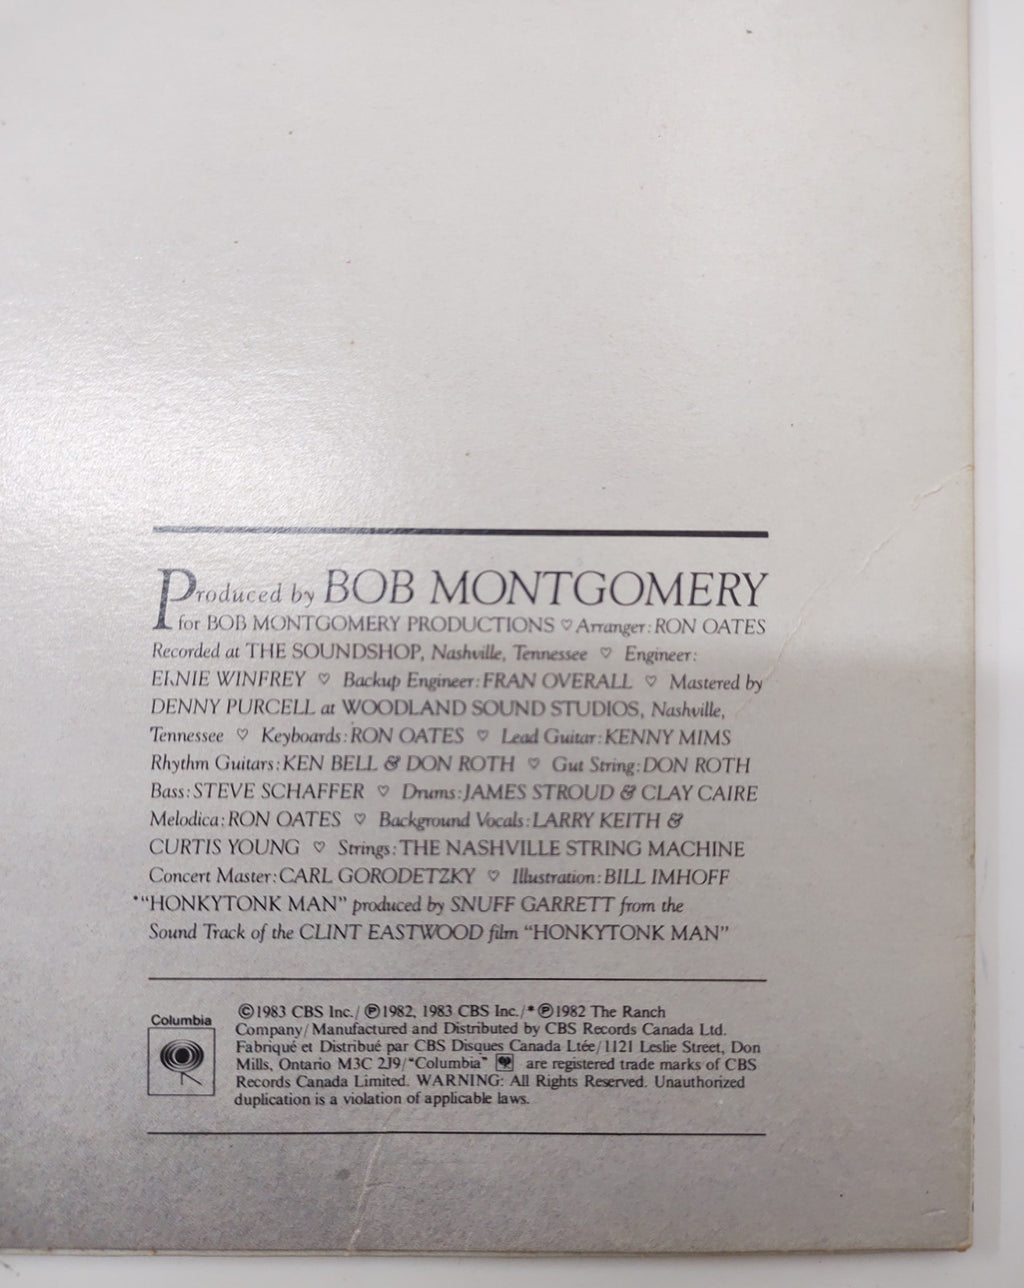 Produced by BOB MONTGOMERY
for BOB MONTGOMERY PRODUCTIONS ♡ Arranger: RON OATES
Recorded at THE SOUNDSHOP, Nashville, Tennessee ♡ Engineer:
ERNIE WINFREY ♡ Backup Engineer: FRAN OVERALL ♡ Mastered by
DENNY PURCELL at WOODLAND SOUND STUDIOS, Nashville,
Tennessee ♡ Keyboards: RON OATES ♡ Lead Guitar: KENNY MIMS
Rhythm Guitars: KEN BELL & DON ROTH ♡ Gut String: DON ROTH
Bass: STEVE SCHAFFER ♡ Drums: JAMES STROUD & CLAY CAIRE
Melodica: RON OATES ♡ Background Vocals: LARRY KEITH &
CURTIS YOUNG ♡ Strings: THE NASHVILLE STRING MACHINE
Concert Master: CARL GORODETZKY ♡ Illustration: BILL IMHOFF
*"HONKYTONK MAN" produced by SNUFF GARRETT from the
Sound Track of the CLINT EASTWOOD film "HONKYTONK MAN"
Columbia
©1983 CBS Inc./ ℗1982, 1983 CBS Inc./*℗1982 The Ranch
Company/Manufactured and Distributed by CBS Records Canada Ltd.
Fabriqué et Distribué par CBS Disques Canada Ltée/1121 Leslie Street, Don
Mills, Ontario M3C 2J9/"Columbia" are registered trade marks of CBS
Records Canada Limited. WARNING: All Rights Reserved. Unauthorized
duplication is a violation of applicable laws.